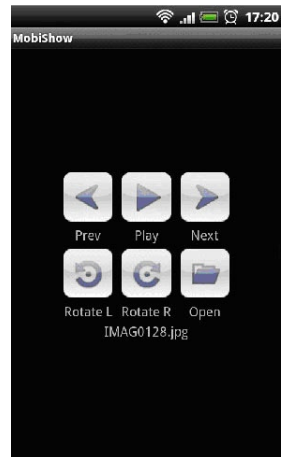 17:20
MobiShow
Prev Play Next
Rotate L Rotate R Open
IMAG0128.jpg